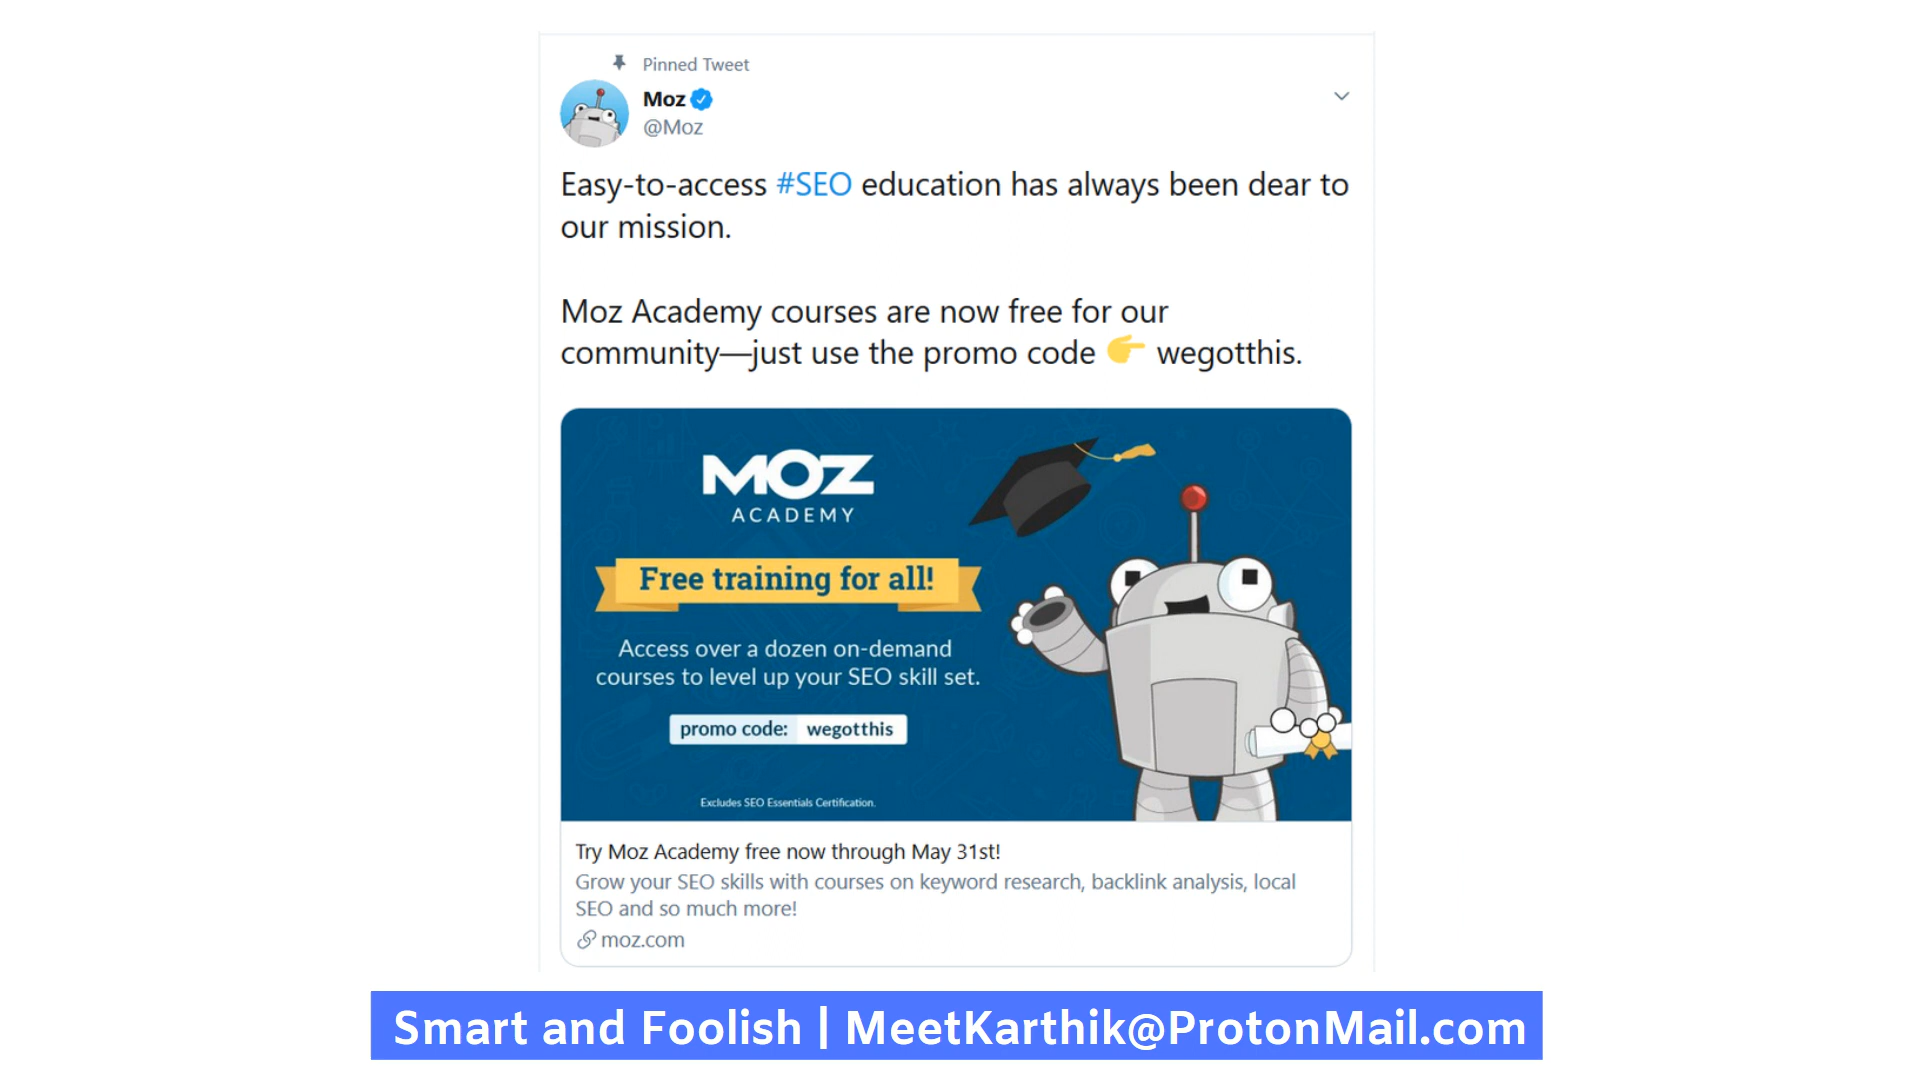 Pinned Tweet
Moz
@Moz
Easy-to-access #SEO education has always been dear to
our mission.
Moz Academy courses are now free for our
community—just use the promo code 👉 wegotthis.
MOZ
ACADEMY
Free training for all!
Access over a dozen on-demand
courses to level up your SEO skill set.
promo code: wegotthis
Excludes SEO Essentials Certification.
Try Moz Academy free now through May 31st!
Grow your SEO skills with courses on keyword research, backlink analysis, local
SEO and so much more!
moz.com
Smart and Foolish | MeetKarthik@ProtonMail.com